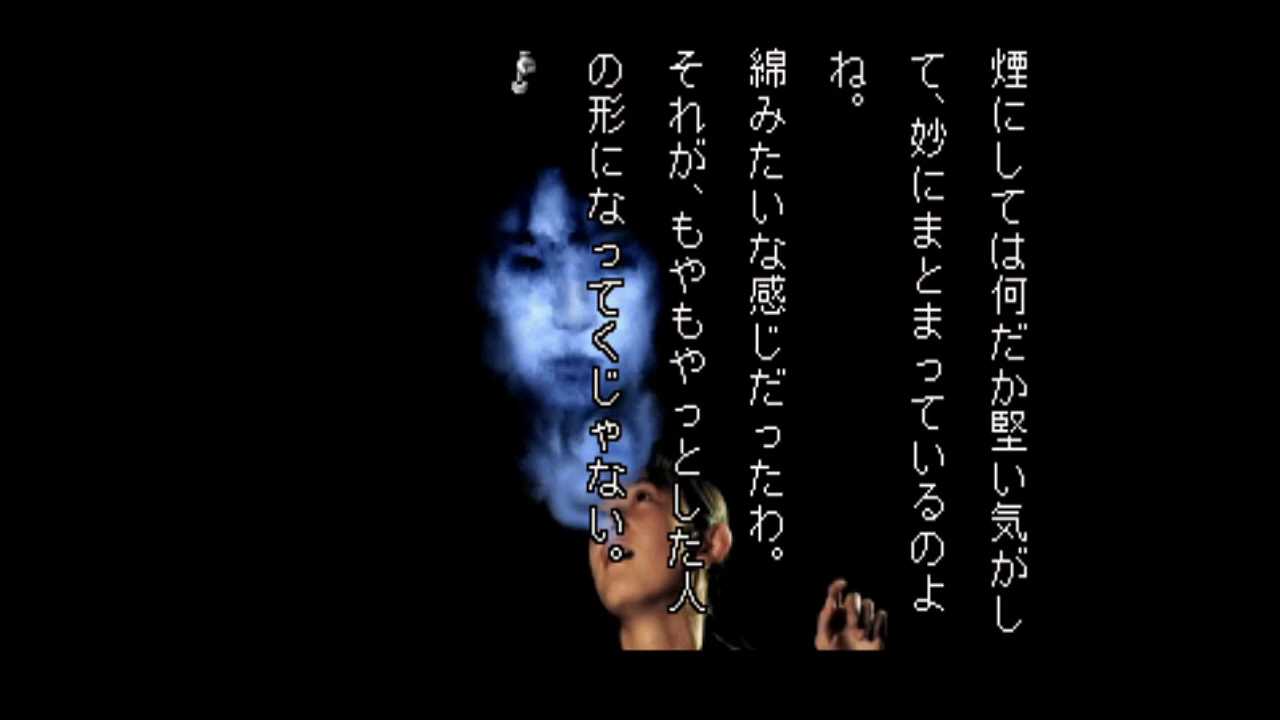 煙にしては何だか堅い気がし
て、妙にまとまっているのよ
ね。
綿みたいな感じだったわ。
それが、もやもやっとした人
の形になってくじゃない。